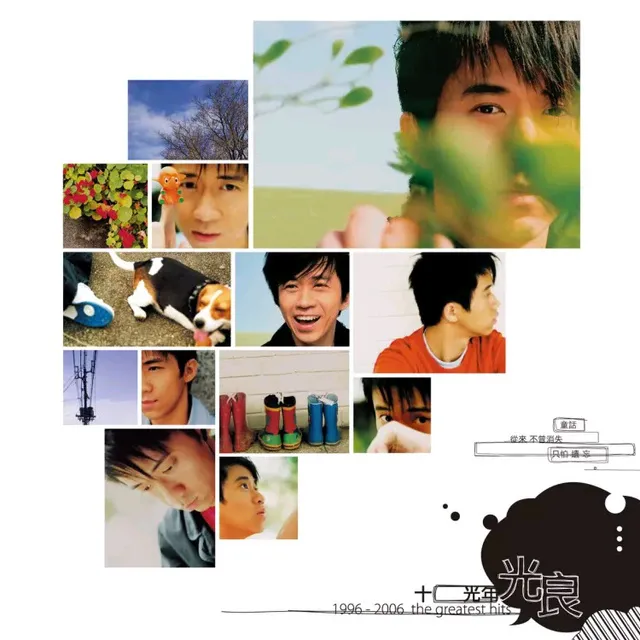 童話
從來 不曾消失
只怕 遺忘
十 光年
光良
1996 - 2006 the greatest hits